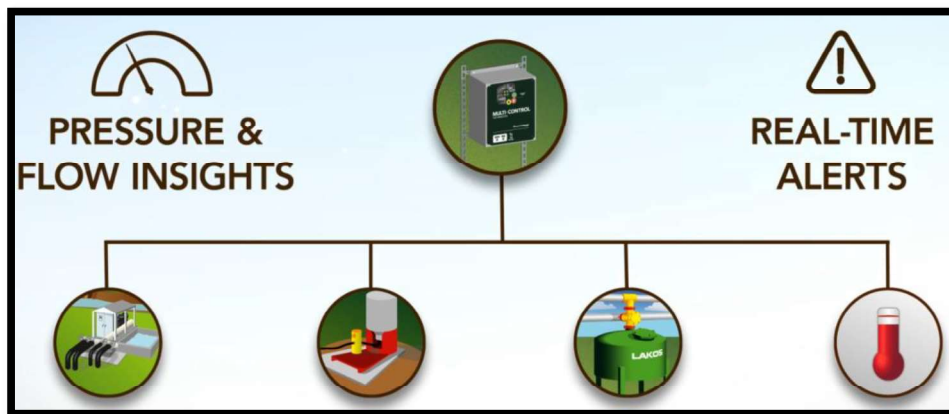 PRESSURE &
FLOW INSIGHTS
REAL-TIME
ALERTS
MULTI CONTROL
LAKOS